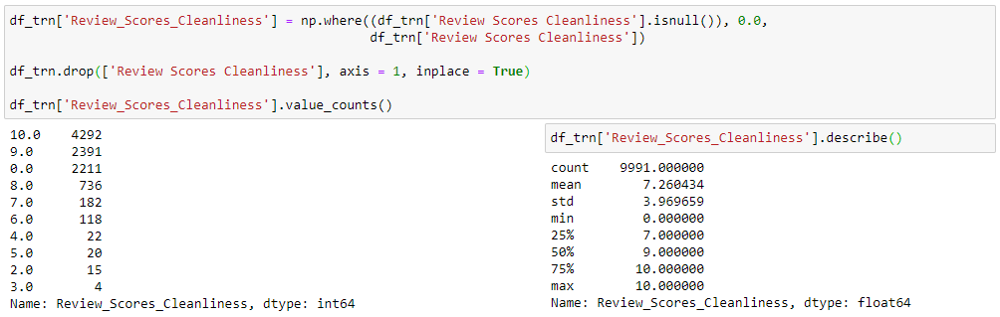 df_trn['Review_Scores_Cleanliness'] = np.where((df_trn['Review Scores Cleanliness'].isnull()), 0.0,
df_trn['Review Scores Cleanliness'])
df_trn.drop(['Review Scores Cleanliness'], axis = 1, inplace = True)
df_trn['Review_Scores_Cleanliness'].value_counts()
10.0    4292
9.0     2391
0.0     2211
8.0      736
7.0      182
6.0      118
4.0       22
5.0       20
2.0       15
3.0        4
Name: Review_Scores_Cleanliness, dtype: int64
df_trn['Review_Scores_Cleanliness'].describe()
count    9991.000000
mean        7.260434
std         3.969659
min         0.000000
25%         7.000000
50%         9.000000
75%        10.000000
max        10.000000
Name: Review_Scores_Cleanliness, dtype: float64